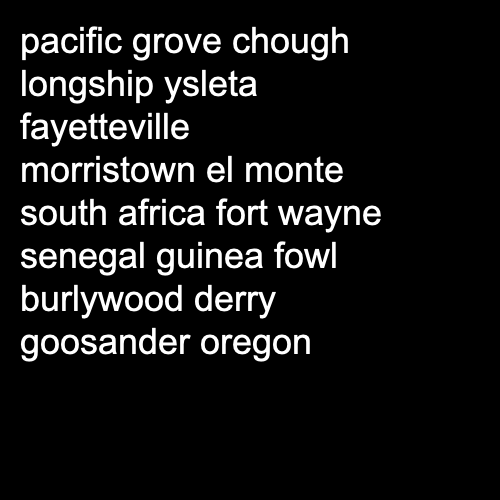 pacific grove chough
longship ysleta
fayetteville
morristown el monte
south africa fort wayne
senegal guinea fowl
burlywood derry
goosander oregon